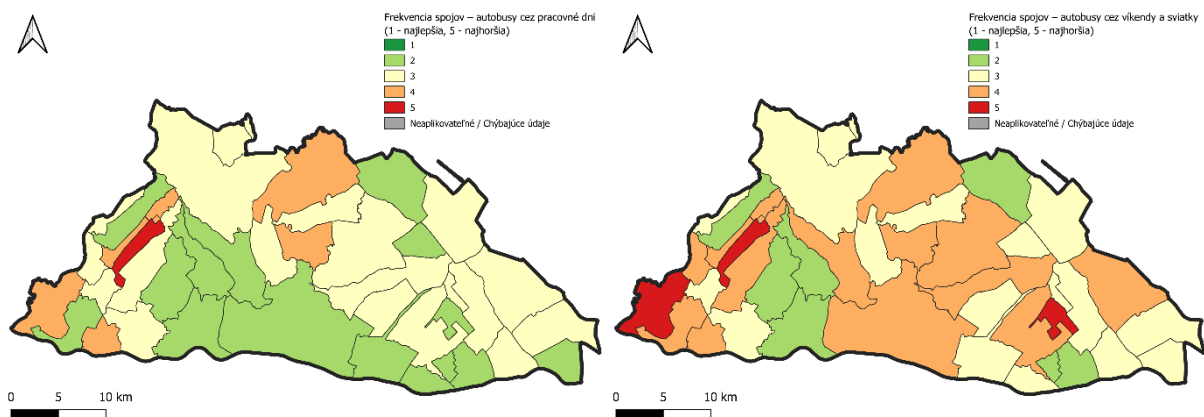 Frekvencia spojov – autobusy cez pracovné dni
(1 - najlepšia, 5 - najhoršia)
1
2
3
4
5
Neaplikovateľné / Chýbajúce údaje
0 5 10 km
Frekvencia spojov – autobusy cez víkendy a sviatky
(1 - najlepšia, 5 - najhoršia)
1
2
3
4
5
Neaplikovateľné / Chýbajúce údaje
0 5 10 km